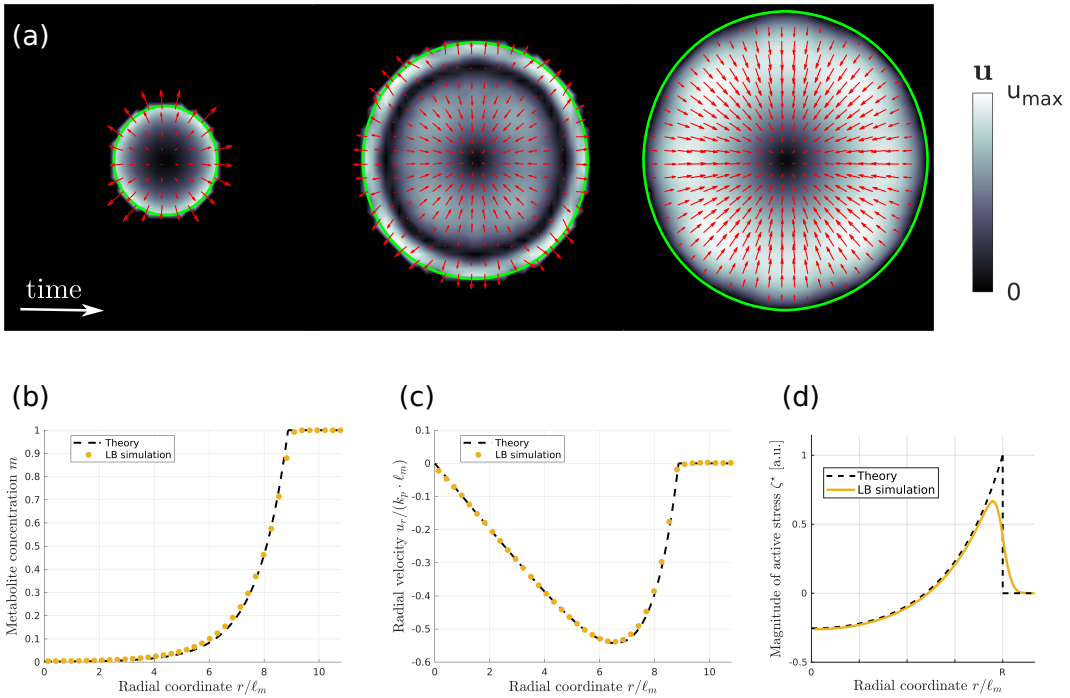 (a)
u
u_max
0
time
(b)
Metabolite concentration m
1
0.9
0.8
0.7
0.6
0.5
0.4
0.3
0.2
0.1
0
Theory
LB simulation
0 2 4 6 8 10
Radial coordinate r/ℓ_m
(c)
Radial velocity u_r/(k_p · ℓ_m)
0.1
0
-0.1
-0.2
-0.3
-0.4
-0.5
-0.6
Theory
LB simulation
0 2 4 6 8 10
Radial coordinate r/ℓ_m
(d)
Magnitude of active stress ζ* [a.u.]
1
0.5
0
-0.5
Theory
LB simulation
R
Radial coordinate r/ℓ_m